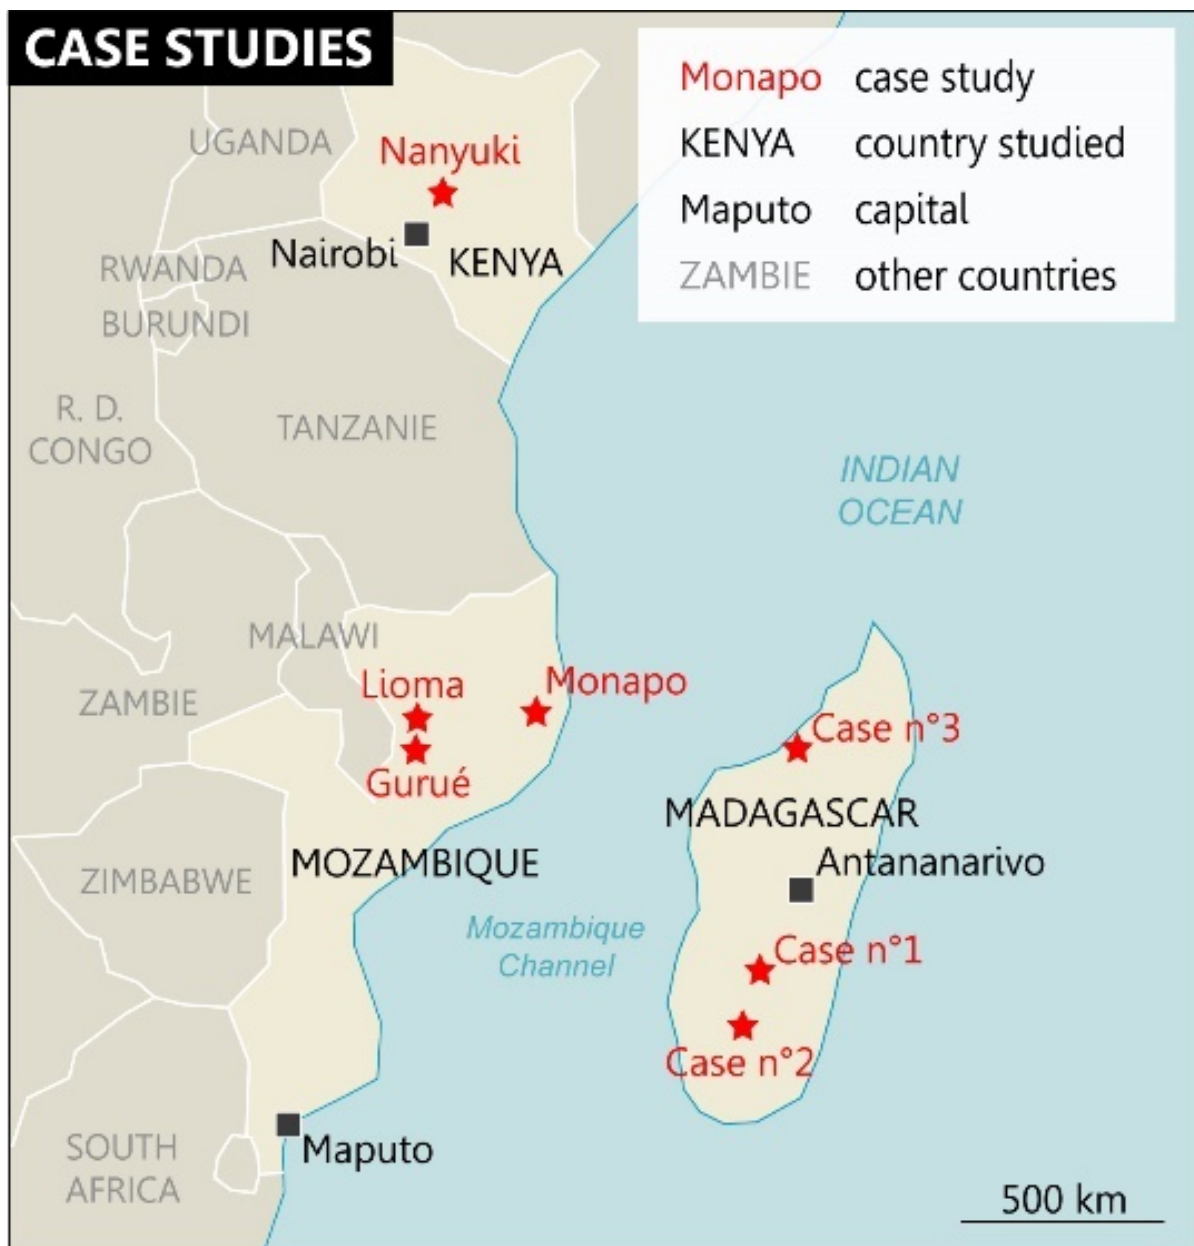 CASE STUDIES
Monapo case study
KENYA country studied
Maputo capital
ZAMBIE other countries
UGANDA
Nanyuki
Nairobi
KENYA
RWANDA
BURUNDI
R. D.
CONGO
TANZANIE
INDIAN
OCEAN
MALAWI
Lioma
Monapo
ZAMBIE
Gurué
Case n°3
MADAGASCAR
MOZAMBIQUE
Antananarivo
ZIMBABWE
Mozambique
Channel
Case n°1
Case n°2
SOUTH
AFRICA
Maputo
500 km